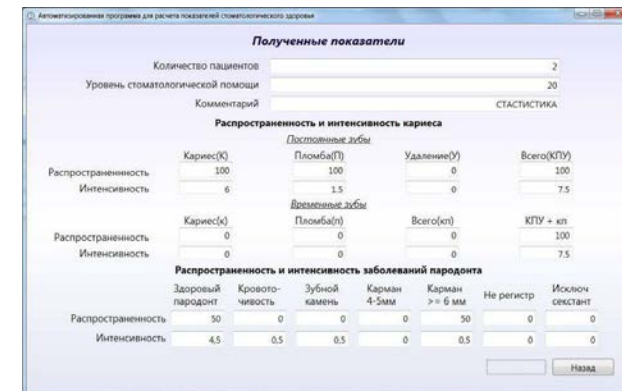 Автоматизированная программа для расчета показателей стоматологического здоровья
Полученные показатели
Количество пациентов 2
Уровень стоматологической помощи 20
Комментарий СТАСТИСТИКА
Распространенность и интенсивность кариеса
Постоянные зубы
Кариес(К) Пломба(П) Удаление(У) Всего(КПУ)
Распространенность 100 100 0 100
Интенсивность 6 1.5 0 7.5
Временные зубы
Кариес(к) Пломба(п) Всего(кп) КПУ + кп
Распространенность 0 0 0 100
Интенсивность 0 0 0 7.5
Распространенность и интенсивность заболеваний пародонта
Здоровый Кровото- Зубной Карман Карман Не регистр Исключ
пародонт чивость камень 4-5мм >= 6 мм секстант
Распространенность 50 0 0 0 50 0 0
Интенсивность 4,5 0,5 0,5 0 0,5 0 0
Назад